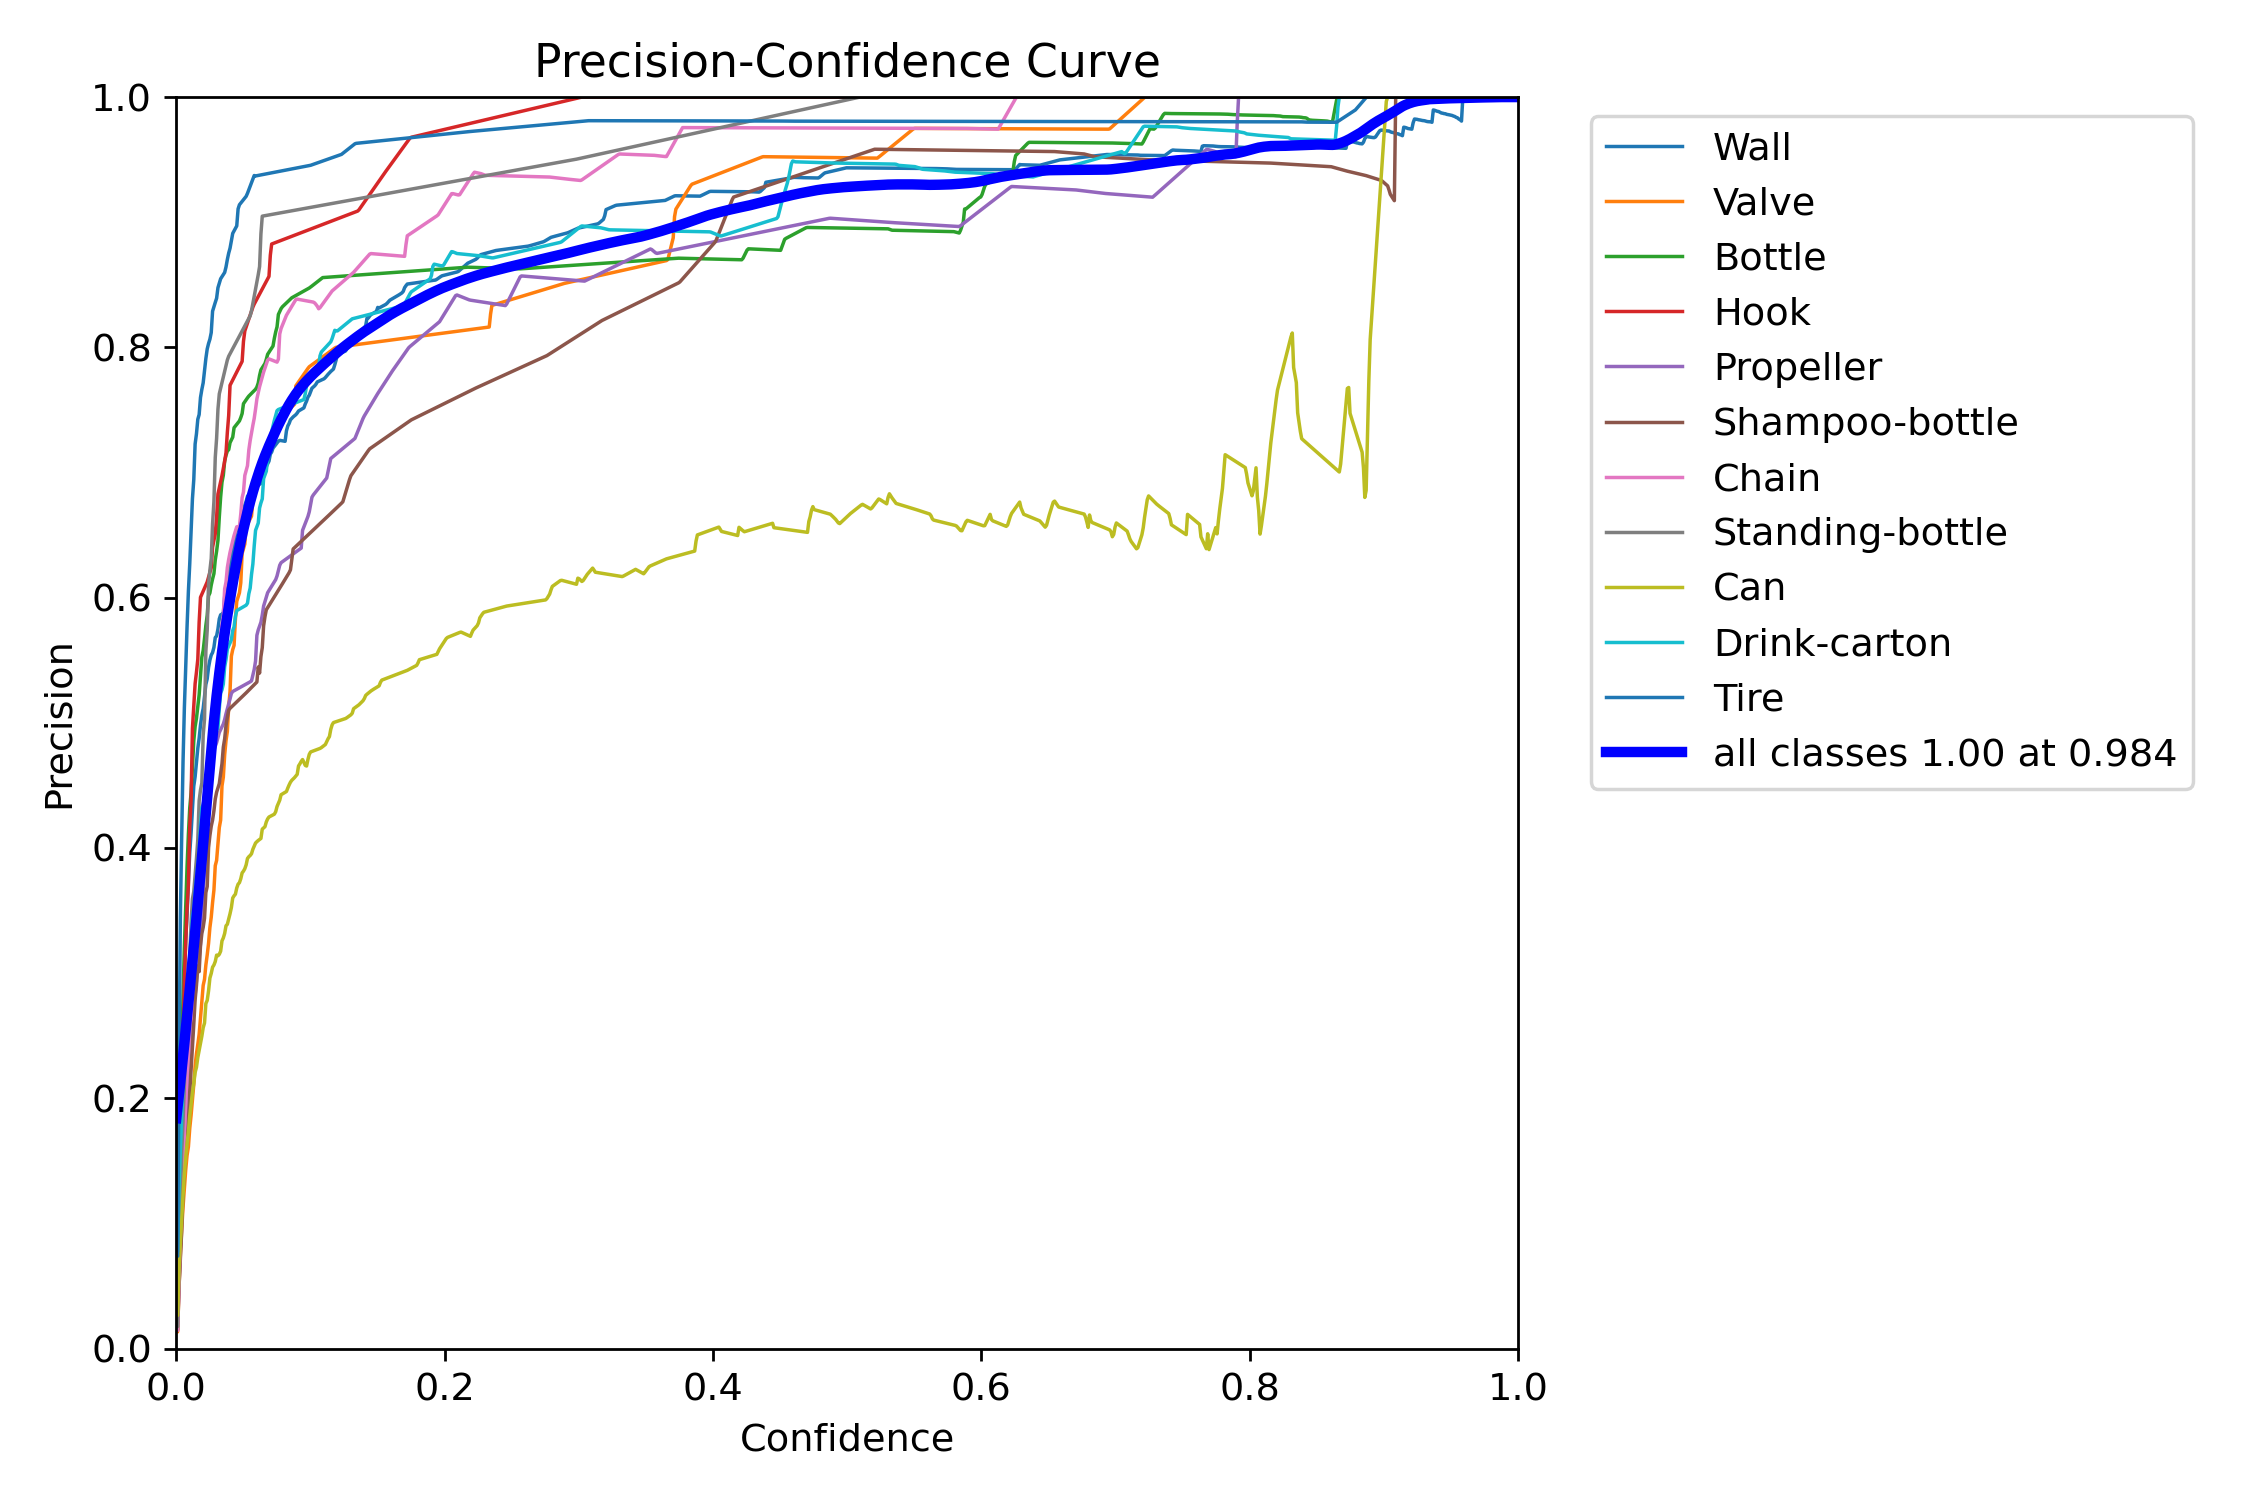 Precision-Confidence Curve
1.0
0.8
0.6
0.4
0.2
0.0
Precision
0.0 0.2 0.4 0.6 0.8 1.0
Confidence
Wall
Valve
Bottle
Hook
Propeller
Shampoo-bottle
Chain
Standing-bottle
Can
Drink-carton
Tire
all classes 1.00 at 0.984